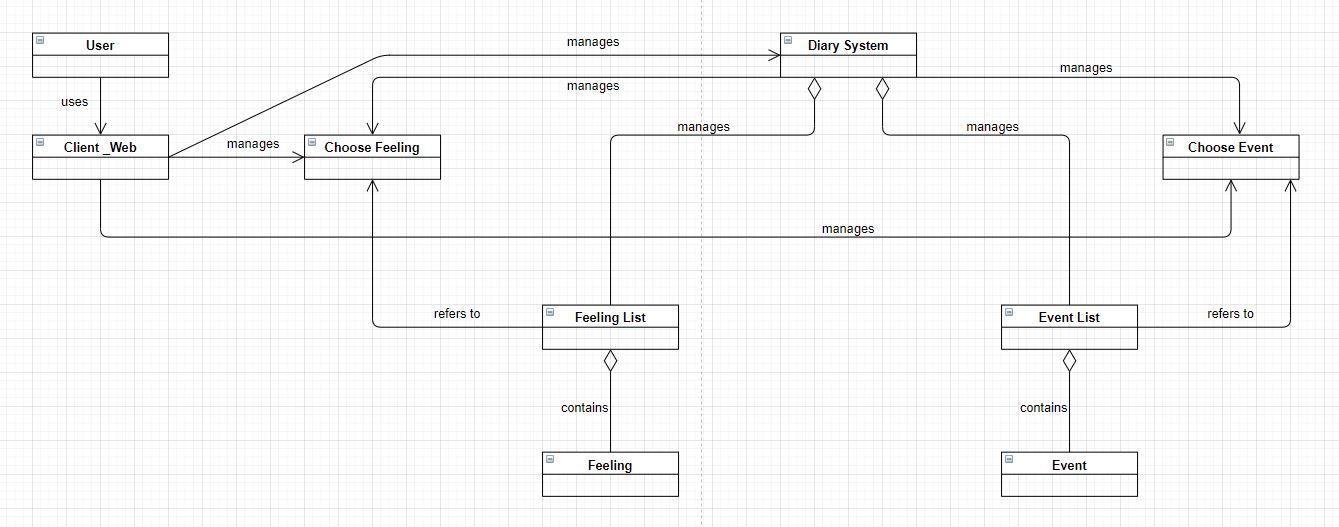 User
manages
Diary System
manages
manages
uses
manages
manages
Client _Web
manages
Choose Feeling
Choose Event
manages
refers to
Feeling List
Event List
refers to
contains
contains
Feeling
Event